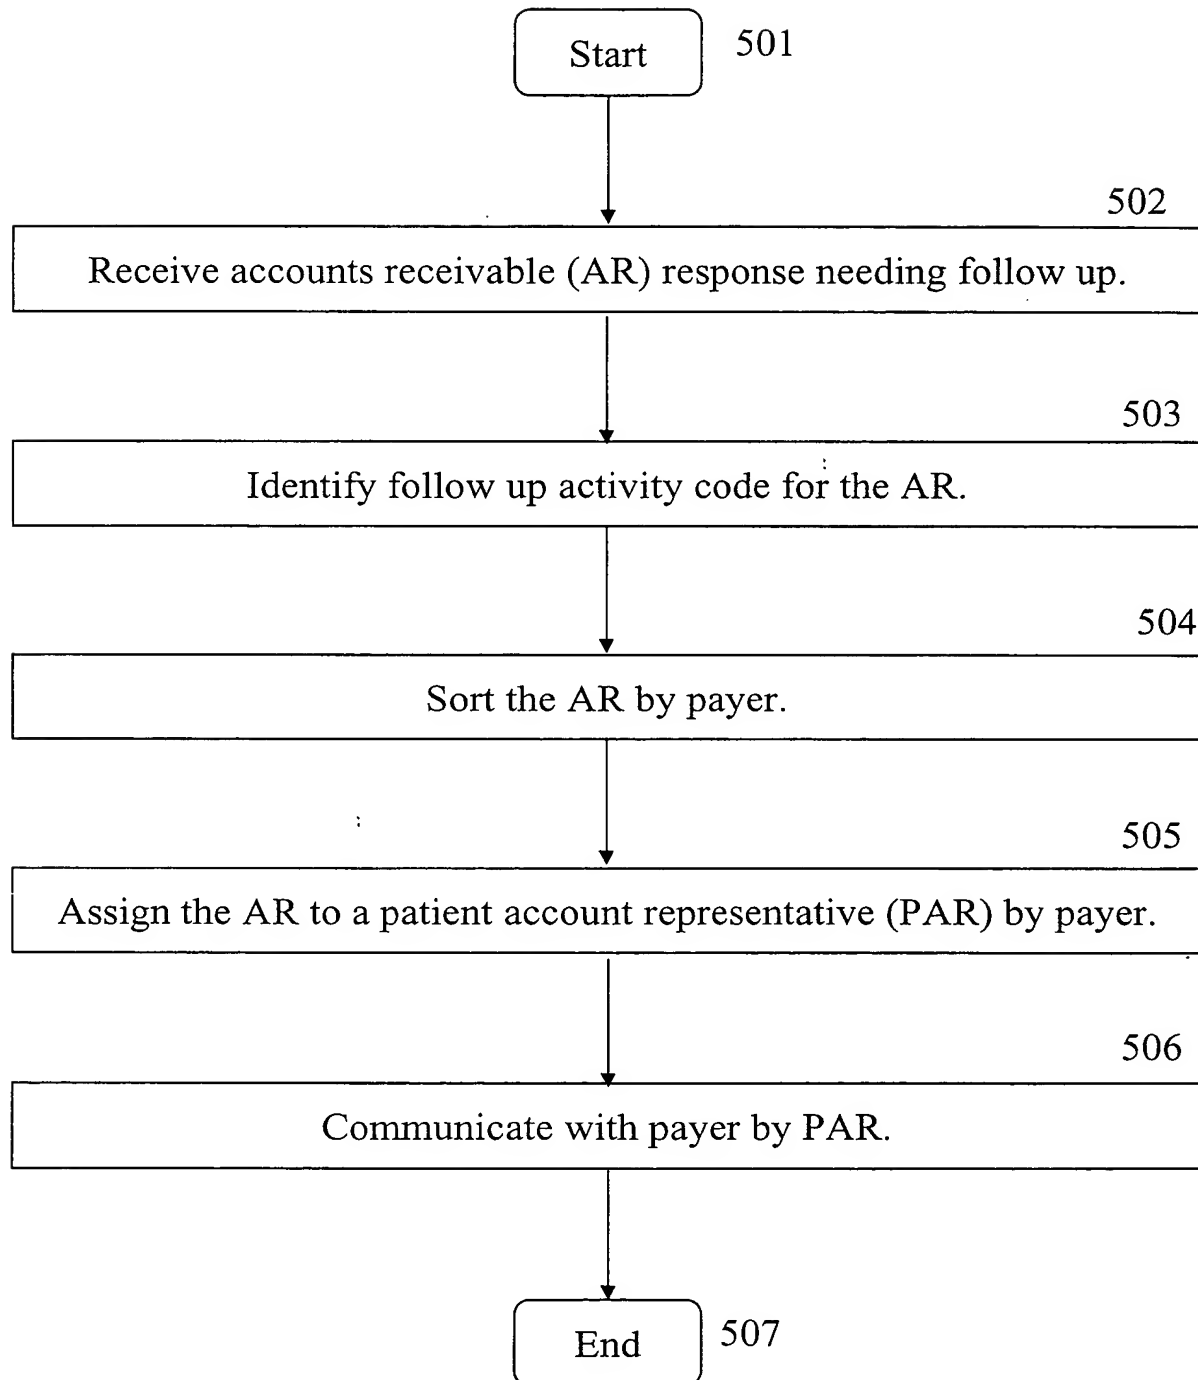 Start
501
502
Receive accounts receivable (AR) response needing follow up.
503
Identify follow up activity code for the AR.
504
Sort the AR by payer.
505
Assign the AR to a patient account representative (PAR) by payer.
506
Communicate with payer by PAR.
End
507